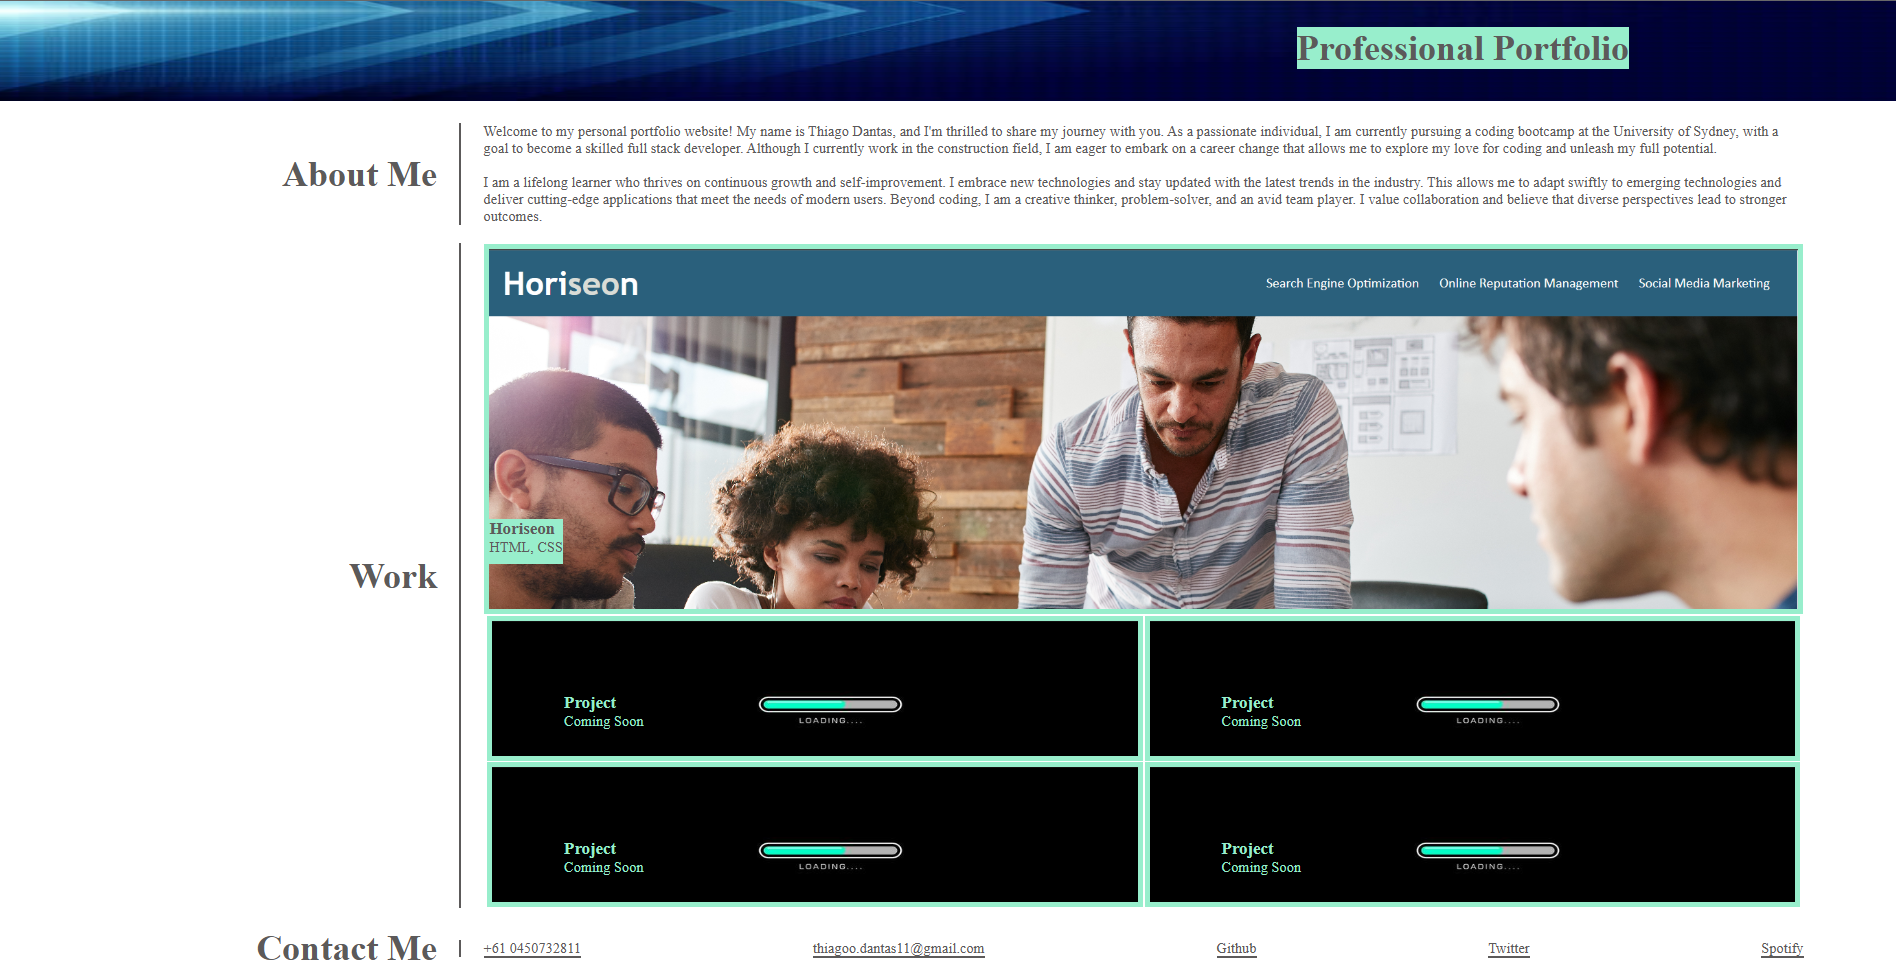 Professional Portfolio
About Me
Welcome to my personal portfolio website! My name is Thiago Dantas, and I'm thrilled to share my journey with you. As a passionate individual, I am currently pursuing a coding bootcamp at the University of Sydney, with a
goal to become a skilled full stack developer. Although I currently work in the construction field, I am eager to embark on a career change that allows me to explore my love for coding and unleash my full potential.
I am a lifelong learner who thrives on continuous growth and self-improvement. I embrace new technologies and stay updated with the latest trends in the industry. This allows me to adapt swiftly to emerging technologies and
deliver cutting-edge applications that meet the needs of modern users. Beyond coding, I am a creative thinker, problem-solver, and an avid team player. I value collaboration and believe that diverse perspectives lead to stronger
outcomes.
Work
Horiseon
Search Engine Optimization Online Reputation Management Social Media Marketing
Horiseon
HTML, CSS
Project
Coming Soon
LOADING....
Project
Coming Soon
LOADING....
Project
Coming Soon
LOADING....
Project
Coming Soon
LOADING....
Contact Me
+61 0450732811 thiagoo.dantas11@gmail.com Github Twitter Spotify